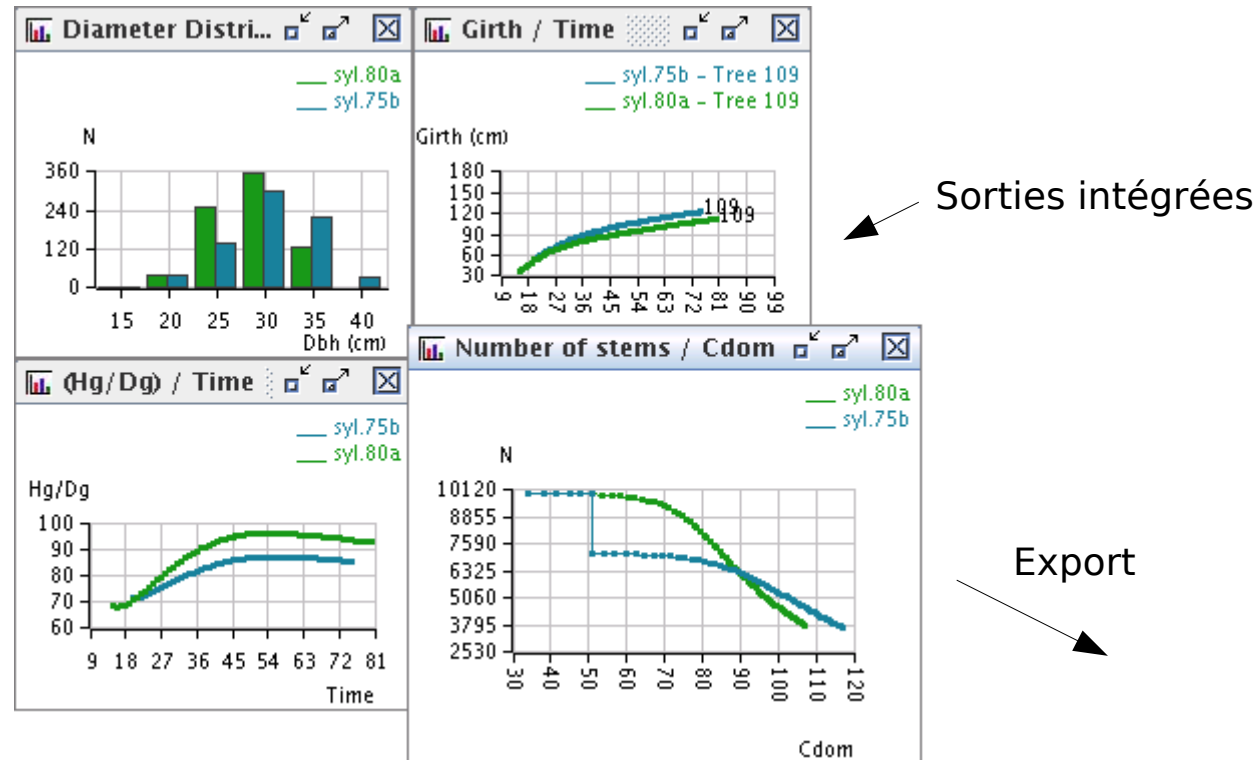 Diameter Distri...
syl.80a
syl.75b
N
360
240
120
0
15 20 25 30 35 40
Dbh (cm)
Girth / Time
syl.75b - Tree 109
syl.80a - Tree 109
Girth (cm)
180
150
120
90
60
30
109
109
9 18 27 36 45 54 63 72 81 90 99
Sorties intégrées
(Hg/Dg) / Time
syl.75b
syl.80a
Hg/Dg
100
90
80
70
60
9 18 27 36 45 54 63 72 81
Time
Number of stems / Cdom
syl.80a
syl.75b
N
10120
8855
7590
6325
5060
3795
2530
30 40 50 60 70 80 90 100 110 120
Cdom
Export